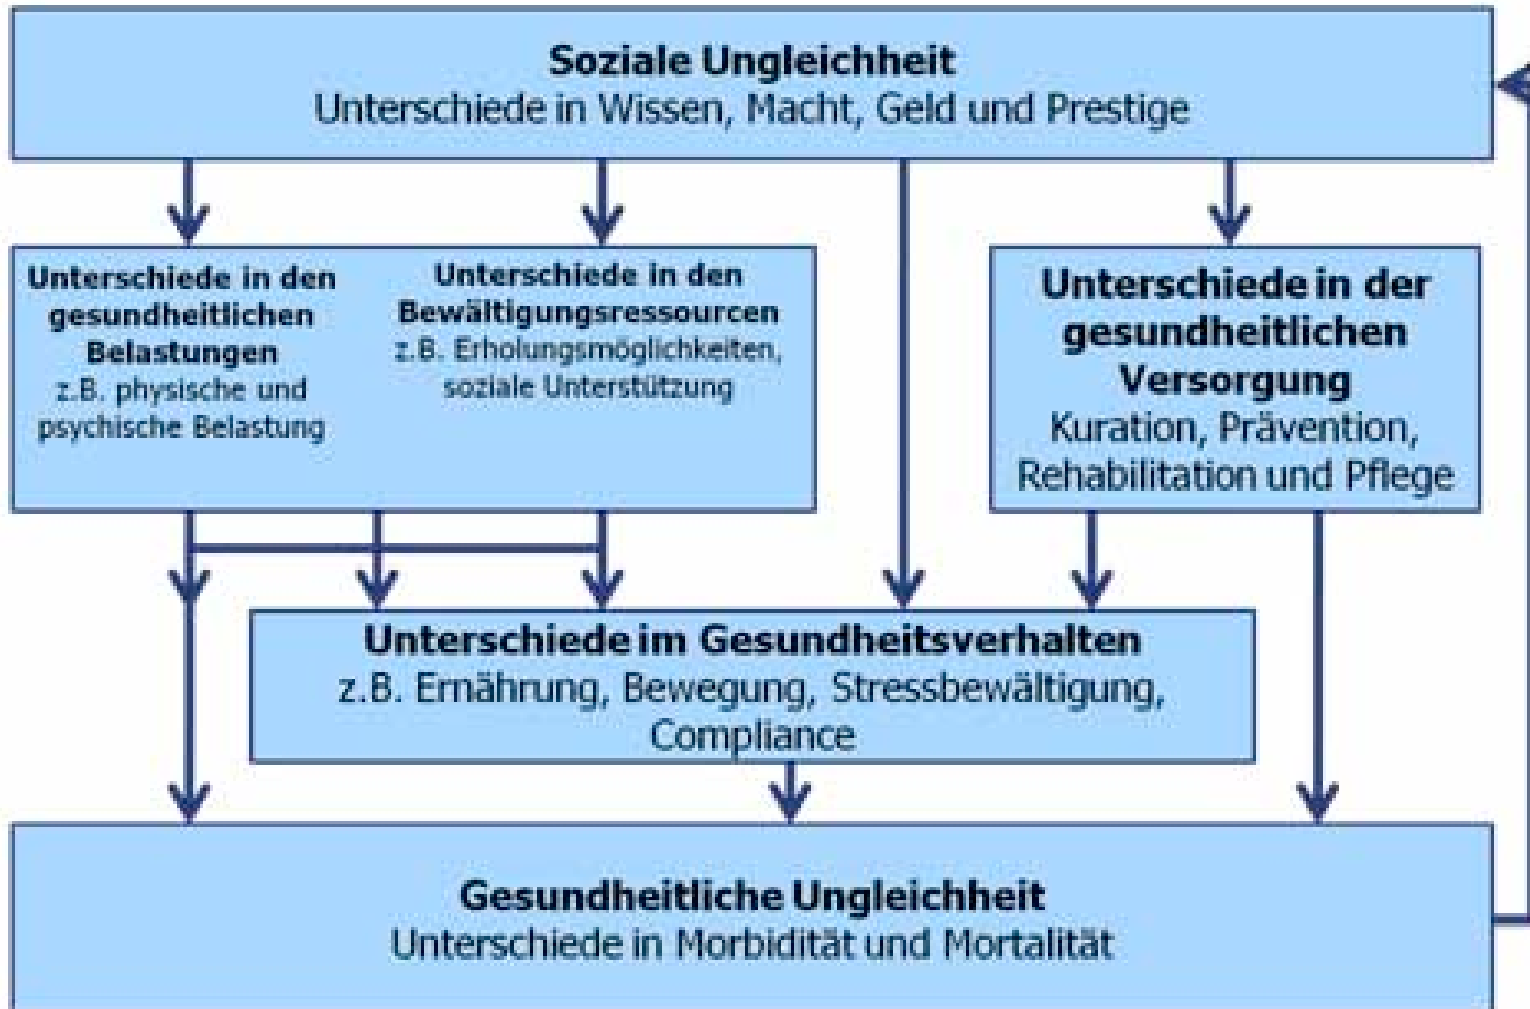 Soziale Ungleichheit
Unterschiede in Wissen, Macht, Geld und Prestige
Unterschiede in den
gesundheitlichen
Belastungen
z.B. physische und
psychische Belastung
Unterschiede in den
Bewältigungsressourcen
z.B. Erholungsmöglichkeiten,
soziale Unterstützung
Unterschiede in der
gesundheitlichen
Versorgung
Kuration, Prävention,
Rehabilitation und Pflege
Unterschiede im Gesundheitsverhalten
z.B. Ernährung, Bewegung, Stressbewältigung,
Compliance
Gesundheitliche Ungleichheit
Unterschiede in Morbidität und Mortalität